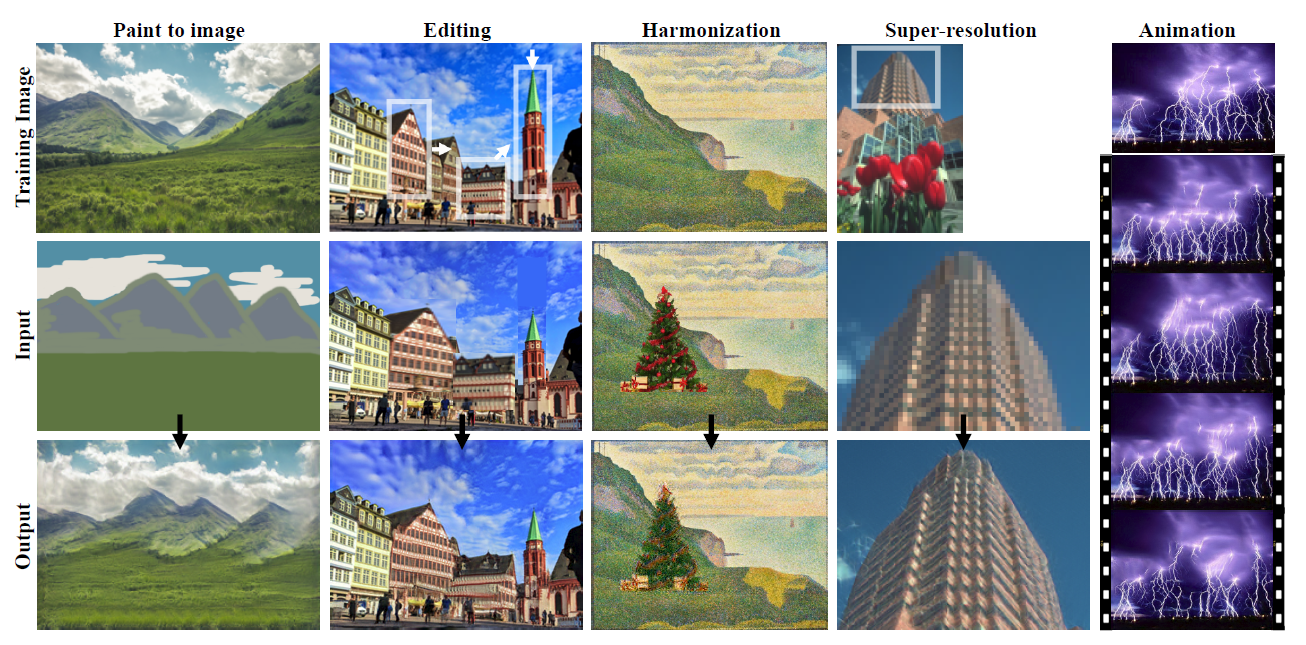 Paint to image
Editing
Harmonization
Super-resolution
Animation
Training Image
Input
Output